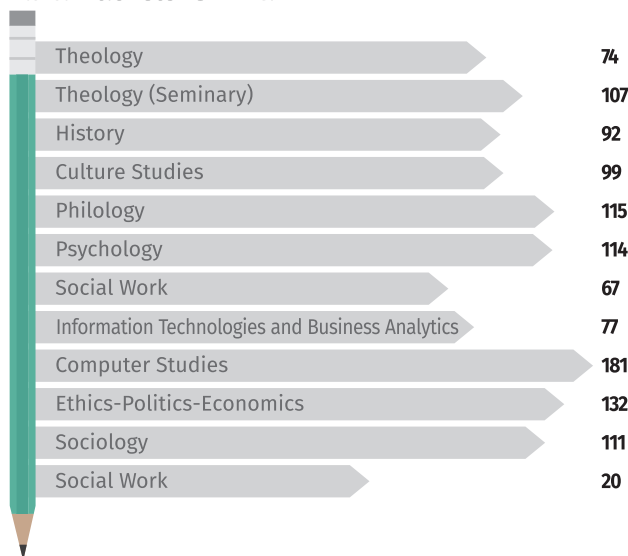 Theology 74
Theology (Seminary) 107
History 92
Culture Studies 99
Philology 115
Psychology 114
Social Work 67
Information Technologies and Business Analytics 77
Computer Studies 181
Ethics-Politics-Economics 132
Sociology 111
Social Work 20